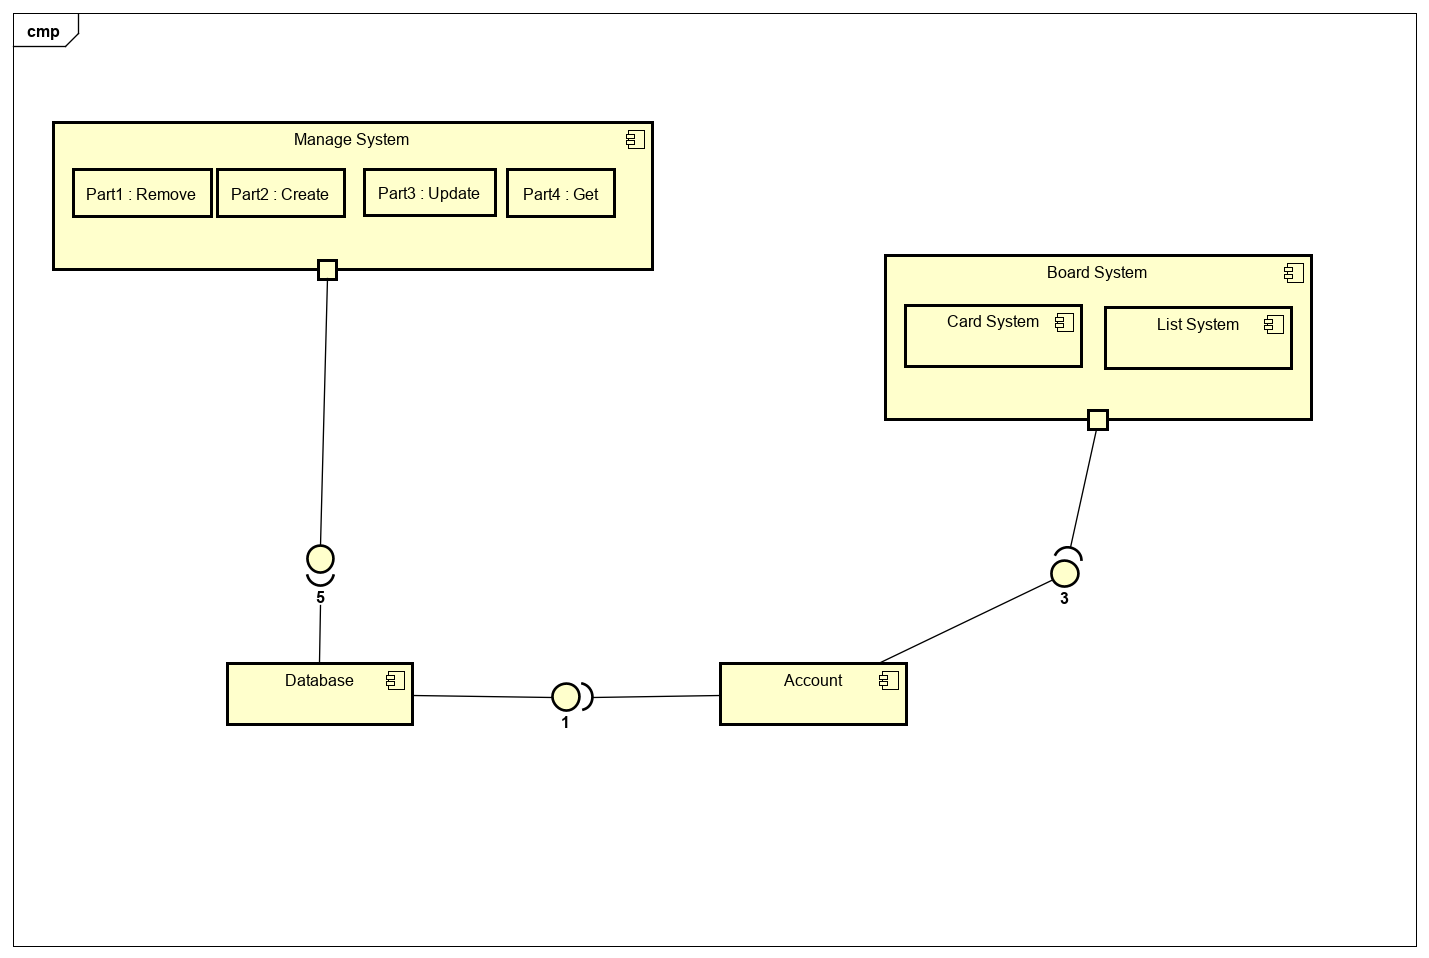 cmp
Manage System
Part1 : Remove
Part2 : Create
Part3 : Update
Part4 : Get
Board System
Card System
List System
5
3
Database
Account
1